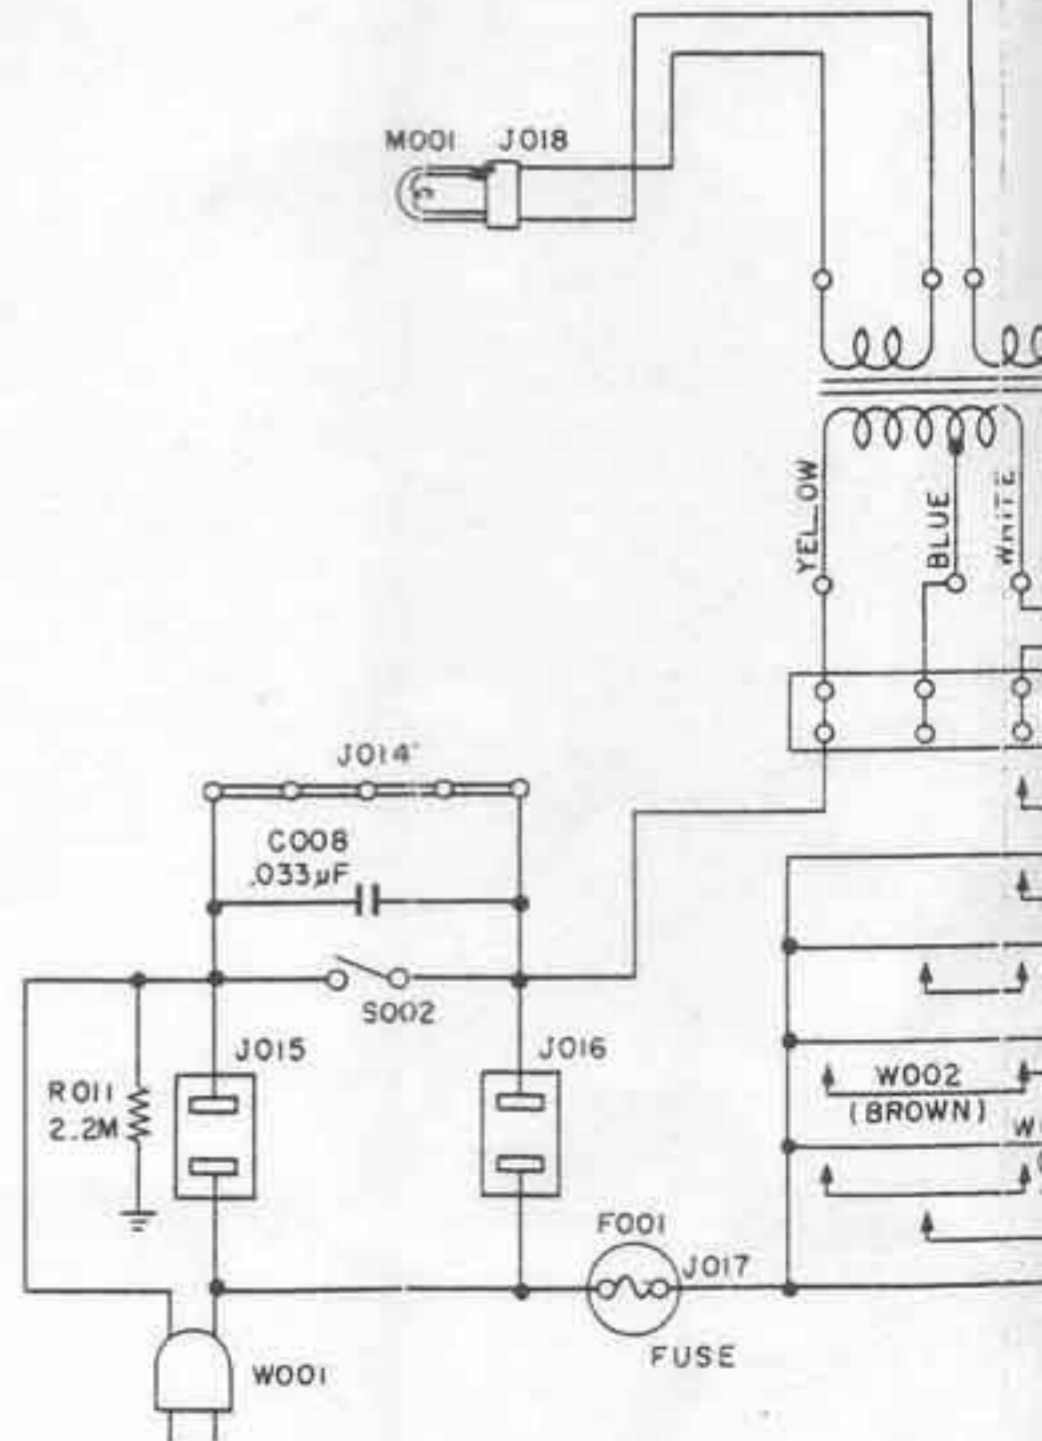 M001 J018
YEL_OW
BLUE
WHITE
J014
C008
.033µF
S002
J015
J016
R011
2.2M
W002
(BROWN)
F001
J017
FUSE
W001